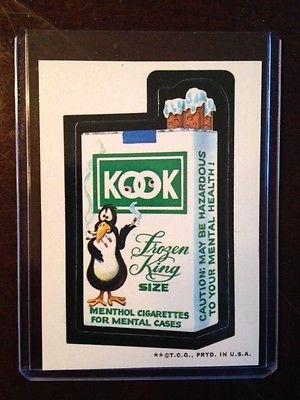 KOOK
Frozen
King
SIZE
MENTHOL CIGARETTES
FOR MENTAL CASES
CAUTION: MAY BE HAZARDOUS
TO YOUR MENTAL HEALTH!
**©T.C.G., PRTD. IN U.S.A.